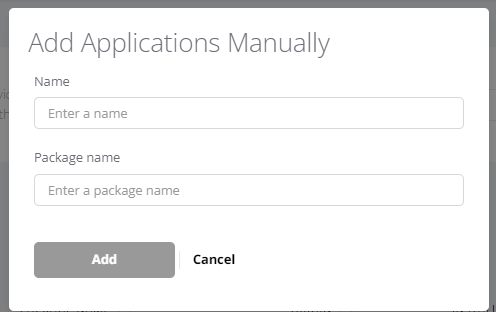 Add Applications Manually
Name
Enter a name
Package name
Enter a package name
Add
Cancel